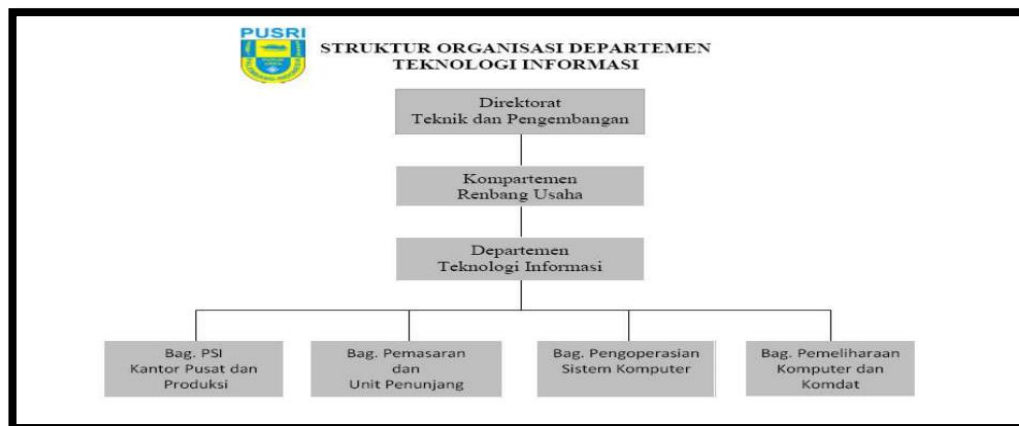 PUSRI
STRUKTUR ORGANISASI DEPARTEMEN
TEKNOLOGI INFORMASI
Direktorat
Teknik dan Pengembangan
Kompartemen
Renbang Usaha
Departemen
Teknologi Informasi
Bag. PSI
Kantor Pusat dan
Produksi
Bag. Pemasaran
dan
Unit Penunjang
Bag. Pengoperasian
Sistem Komputer
Bag. Pemeliharaan
Komputer dan
Komdat